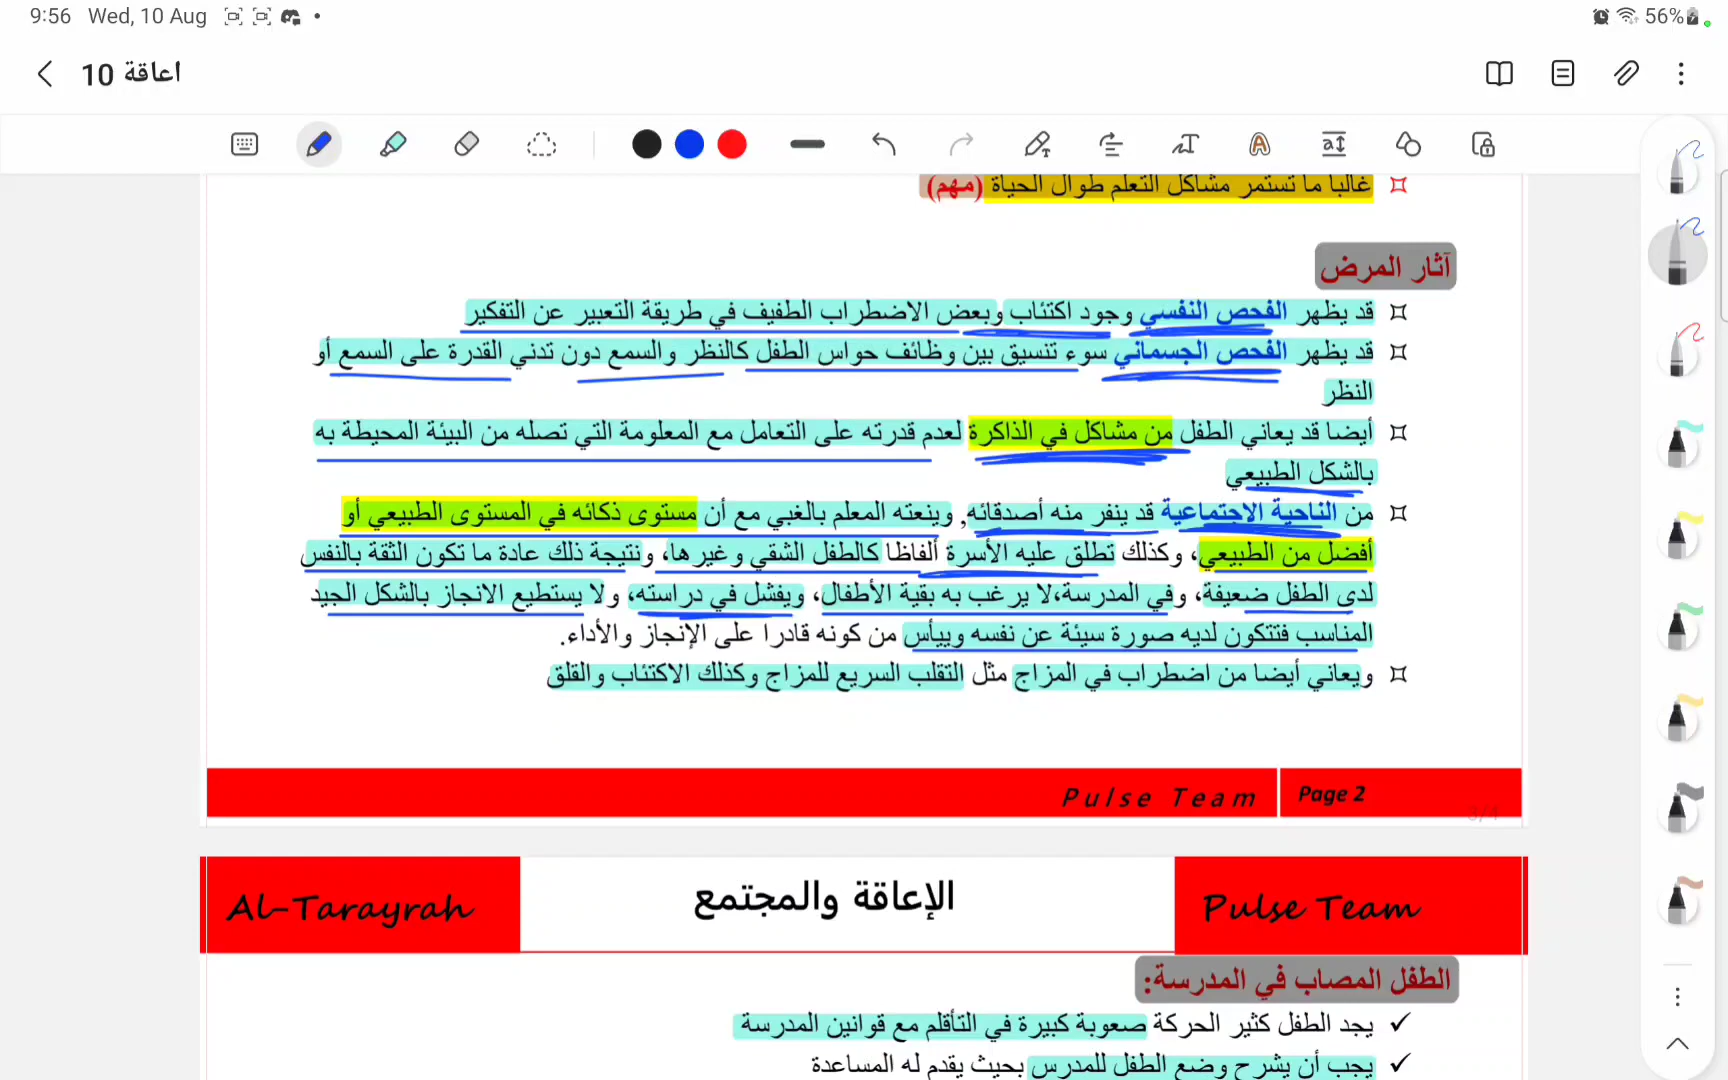 9:56 Wed, 10 Aug
56%
اعاقة 10
غالبا ما تستمر مشاكل التعلم طوال الحياة (مهم)
آثار المرض
قد يظهر الفحص النفسي وجود اكتئاب وبعض الاضطراب الطفيف في طريقة التعبير عن التفكير
قد يظهر الفحص الجسماني سوء تنسيق بين وظائف حواس الطفل كالنظر والسمع دون تدني القدرة على السمع أو
النظر
أيضا قد يعاني الطفل من مشاكل في الذاكرة لعدم قدرته على التعامل مع المعلومة التي تصله من البيئة المحيطة به
بالشكل الطبيعي
من الناحية الاجتماعية قد ينفر منه أصدقائه, وينعته المعلم بالغبي مع أن مستوى ذكائه في المستوى الطبيعي أو
أفضل من الطبيعي، وكذلك تطلق عليه الأسرة ألفاظا كالطفل الشقي وغيرها، ونتيجة ذلك عادة ما تكون الثقة بالنفس
لدى الطفل ضعيفة، وفي المدرسة،لا يرغب به بقية الأطفال، ويفشل في دراسته، ولا يستطيع الانجاز بالشكل الجيد
المناسب فتتكون لديه صورة سيئة عن نفسه وييأس من كونه قادرا على الإنجاز والأداء.
ويعاني أيضا من اضطراب في المزاج مثل التقلب السريع للمزاج وكذلك الاكتئاب والقلق
Pulse Team Page 2
3/4
Al-Tarayrah الإعاقة والمجتمع Pulse Team
الطفل المصاب في المدرسة:
يجد الطفل كثير الحركة صعوبة كبيرة في التأقلم مع قوانين المدرسة
يجب أن يشرح وضع الطفل للمدرس بحيث يقدم له المساعدة